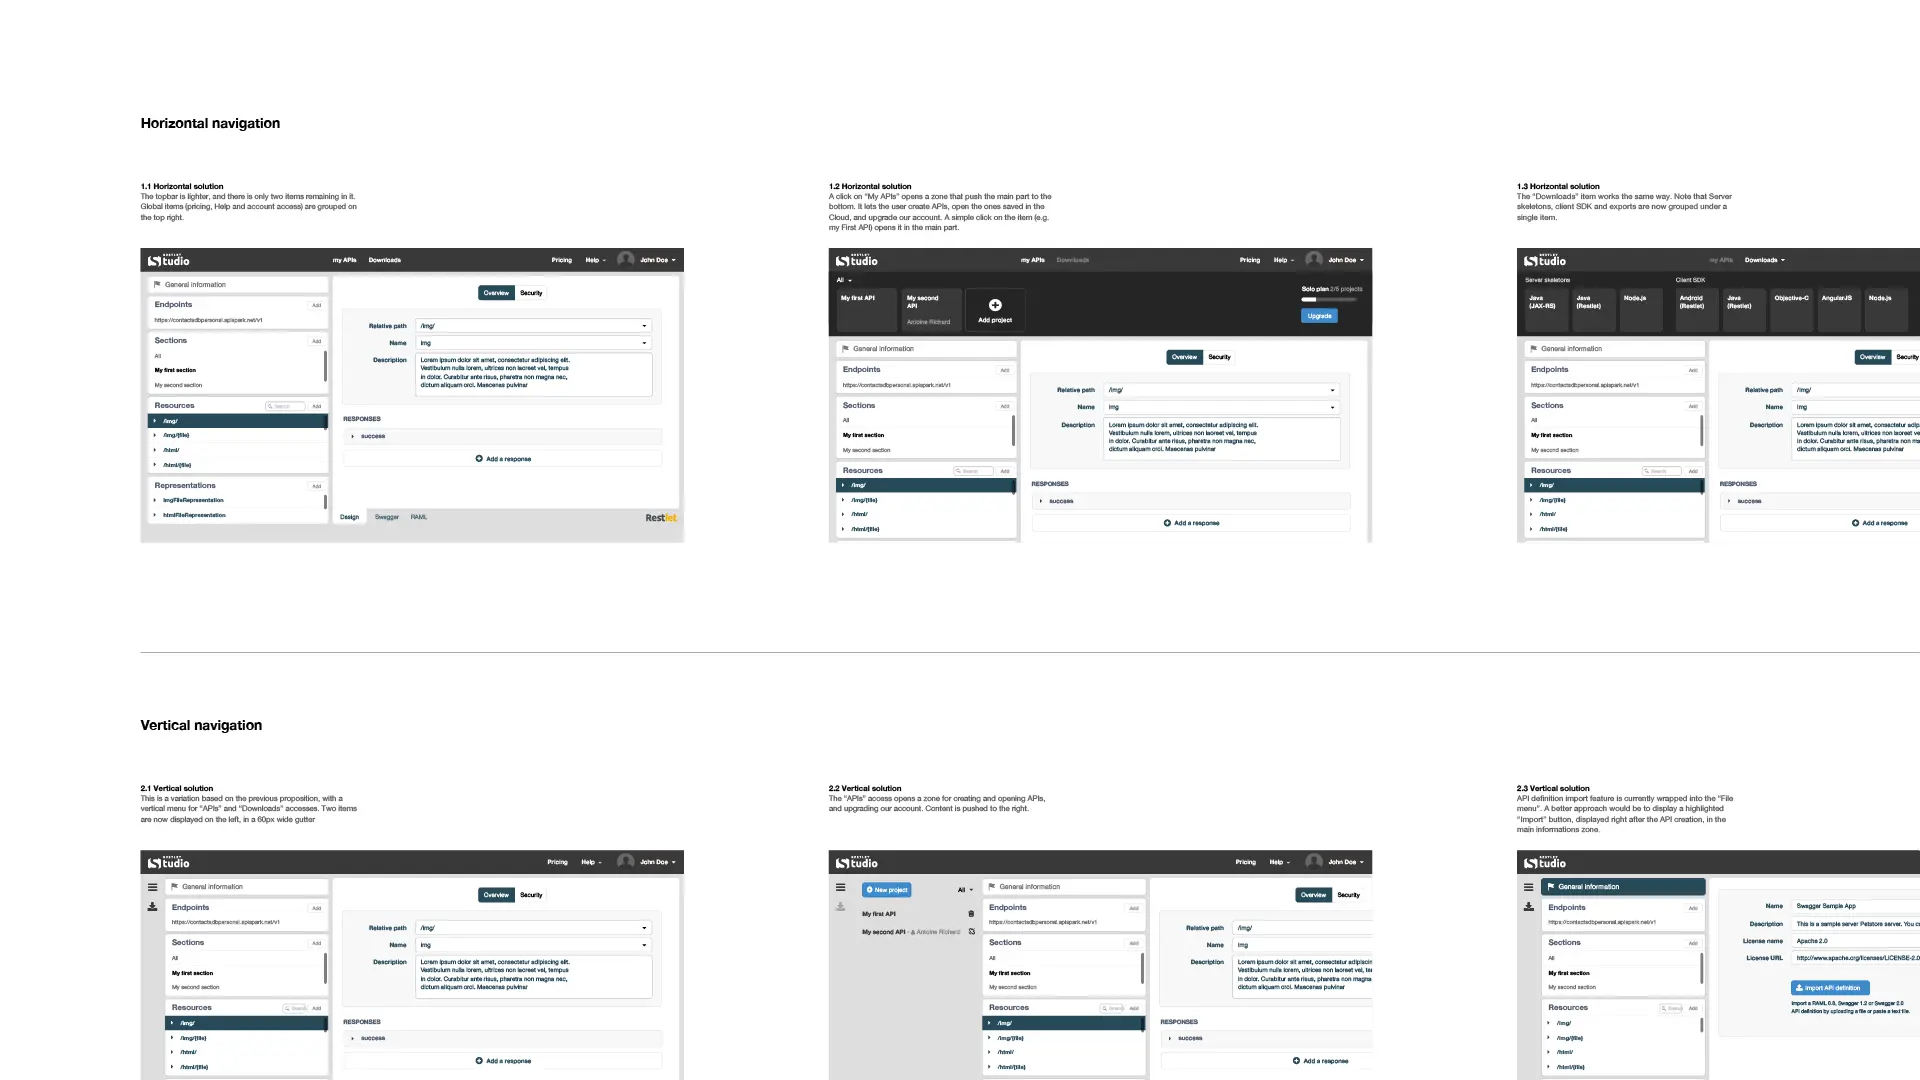 Horizontal navigation
1.1 Horizontal solution
The topbar is lighter, and there is only two items remaining in it.
Global items (pricing, Help and account access) are grouped on
the top right.
1.2 Horizontal solution
A click on “My APIs” opens a zone that push the main part to the
bottom. It lets the user create APIs, open the ones saved in the
Cloud, and upgrade our account. A simple click on the item (e.g.
my First API) opens it in the main part.
1.3 Horizontal solution
The “Downloads” item works the same way. Note that Server
skeletons, client SDK and exports are now grouped under a
single item.
RESTLET
Studio
my APIs Downloads Pricing Help John Doe
General information
Endpoints Add
https://contactsdbpersonal.apispark.net/v1
Sections Add
All
My first section
My second section
Resources Search Add
/img/
/img/{file}
/html/
/html/{file}
Representations Add
imgFileRepresentation
htmlFileRepresentation
Overview Security
Relative path /img/
Name img
Description Lorem ipsum dolor sit amet, consectetur adipiscing elit.
Vestibulum nulla lorem, ultrices non laoreet vel, tempus
in dolor. Curabitur ante risus, pharetra non magna nec,
dictum aliquam orci. Maecenas pulvinar
RESPONSES
success
Add a response
Design Swagger RAML
Restlet
RESTLET
Studio
my APIs Downloads Pricing Help John Doe
All
My first API
My second
API
Antoine Richard
Add project
Solo plan 2/5 projects
Upgrade
General information
Endpoints Add
https://contactsdbpersonal.apispark.net/v1
Sections Add
All
My first section
My second section
Resources Search Add
/img/
/img/{file}
/html/
/html/{file}
Overview Security
Relative path /img/
Name img
Description Lorem ipsum dolor sit amet, consectetur adipiscing elit.
Vestibulum nulla lorem, ultrices non laoreet vel, tempus
in dolor. Curabitur ante risus, pharetra non magna nec,
dictum aliquam orci. Maecenas pulvinar
RESPONSES
success
Add a response
RESTLET
Studio
my APIs Downloads
Server skeletons Client SDK
Java
(JAX-RS)
Java
(Restlet)
Node.js
Android
(Restlet)
Java
(Restlet)
Objective-C
AngularJS
Node.js
General information
Endpoints Add
https://contactsdbpersonal.apispark.net/v1
Sections Add
All
My first section
My second section
Resources Search Add
/img/
/img/{file}
/html/
/html/{file}
Overview Security
Relative path /img/
Name img
Description Lorem ipsum dolor sit amet, consectetur adip
Vestibulum nulla lorem, ultrices non laoreet ve
in dolor. Curabitur ante risus, pharetra non m
dictum aliquam orci. Maecenas pulvinar
RESPONSES
success
Add a response
Vertical navigation
2.1 Vertical solution
This is a variation based on the previous proposition, with a
vertical menu for “APIs” and “Downloads” accesses. Two items
are now displayed on the left, in a 60px wide gutter
2.2 Vertical solution
The “APIs” access opens a zone for creating and opening APIs,
and upgrading our account. Content is pushed to the right.
2.3 Vertical solution
API definition import feature is currently wrapped into the “File
menu”. A better approach would be to display a highlighted
“Import” button, displayed right after the API creation, in the
main informations zone.
RESTLET
Studio
Pricing Help John Doe
General information
Endpoints Add
https://contactsdbpersonal.apispark.net/v1
Sections Add
All
My first section
My second section
Resources Search Add
/img/
/img/{file}
/html/
/html/{file}
Overview Security
Relative path /img/
Name img
Description Lorem ipsum dolor sit amet, consectetur adipiscing elit.
Vestibulum nulla lorem, ultrices non laoreet vel, tempus
in dolor. Curabitur ante risus, pharetra non magna nec,
dictum aliquam orci. Maecenas pulvinar
RESPONSES
success
Add a response
RESTLET
Studio
Pricing Help John Doe
New project All
My first API
My second API - Antoine Richard
General information
Endpoints Add
https://contactsdbpersonal.apispark.net/v1
Sections Add
All
My first section
My second section
Resources Search Add
/img/
/img/{file}
/html/
/html/{file}
Overview Security
Relative path /img/
Name img
Description Lorem ipsum dolor sit amet, consectetur adipiscin
Vestibulum nulla lorem, ultrices non laoreet vel, te
in dolor. Curabitur ante risus, pharetra non magna
dictum aliquam orci. Maecenas pulvinar
RESPONSES
success
Add a response
RESTLET
Studio
General information
Endpoints Add
https://contactsdbpersonal.apispark.net/v1
Sections Add
All
My first section
My second section
Resources Search Add
/img/
/img/{file}
/html/
/html/{file}
Name Swagger Sample App
Description This is a sample server Petstore server. You c
License name Apache 2.0
License URL http://www.apache.org/licenses/LICENSE-2.0
Import API definition
Import a RAML 0.8, Swagger 1.2 or Swagger 2.0
API definition by uploading a file or paste a text file.